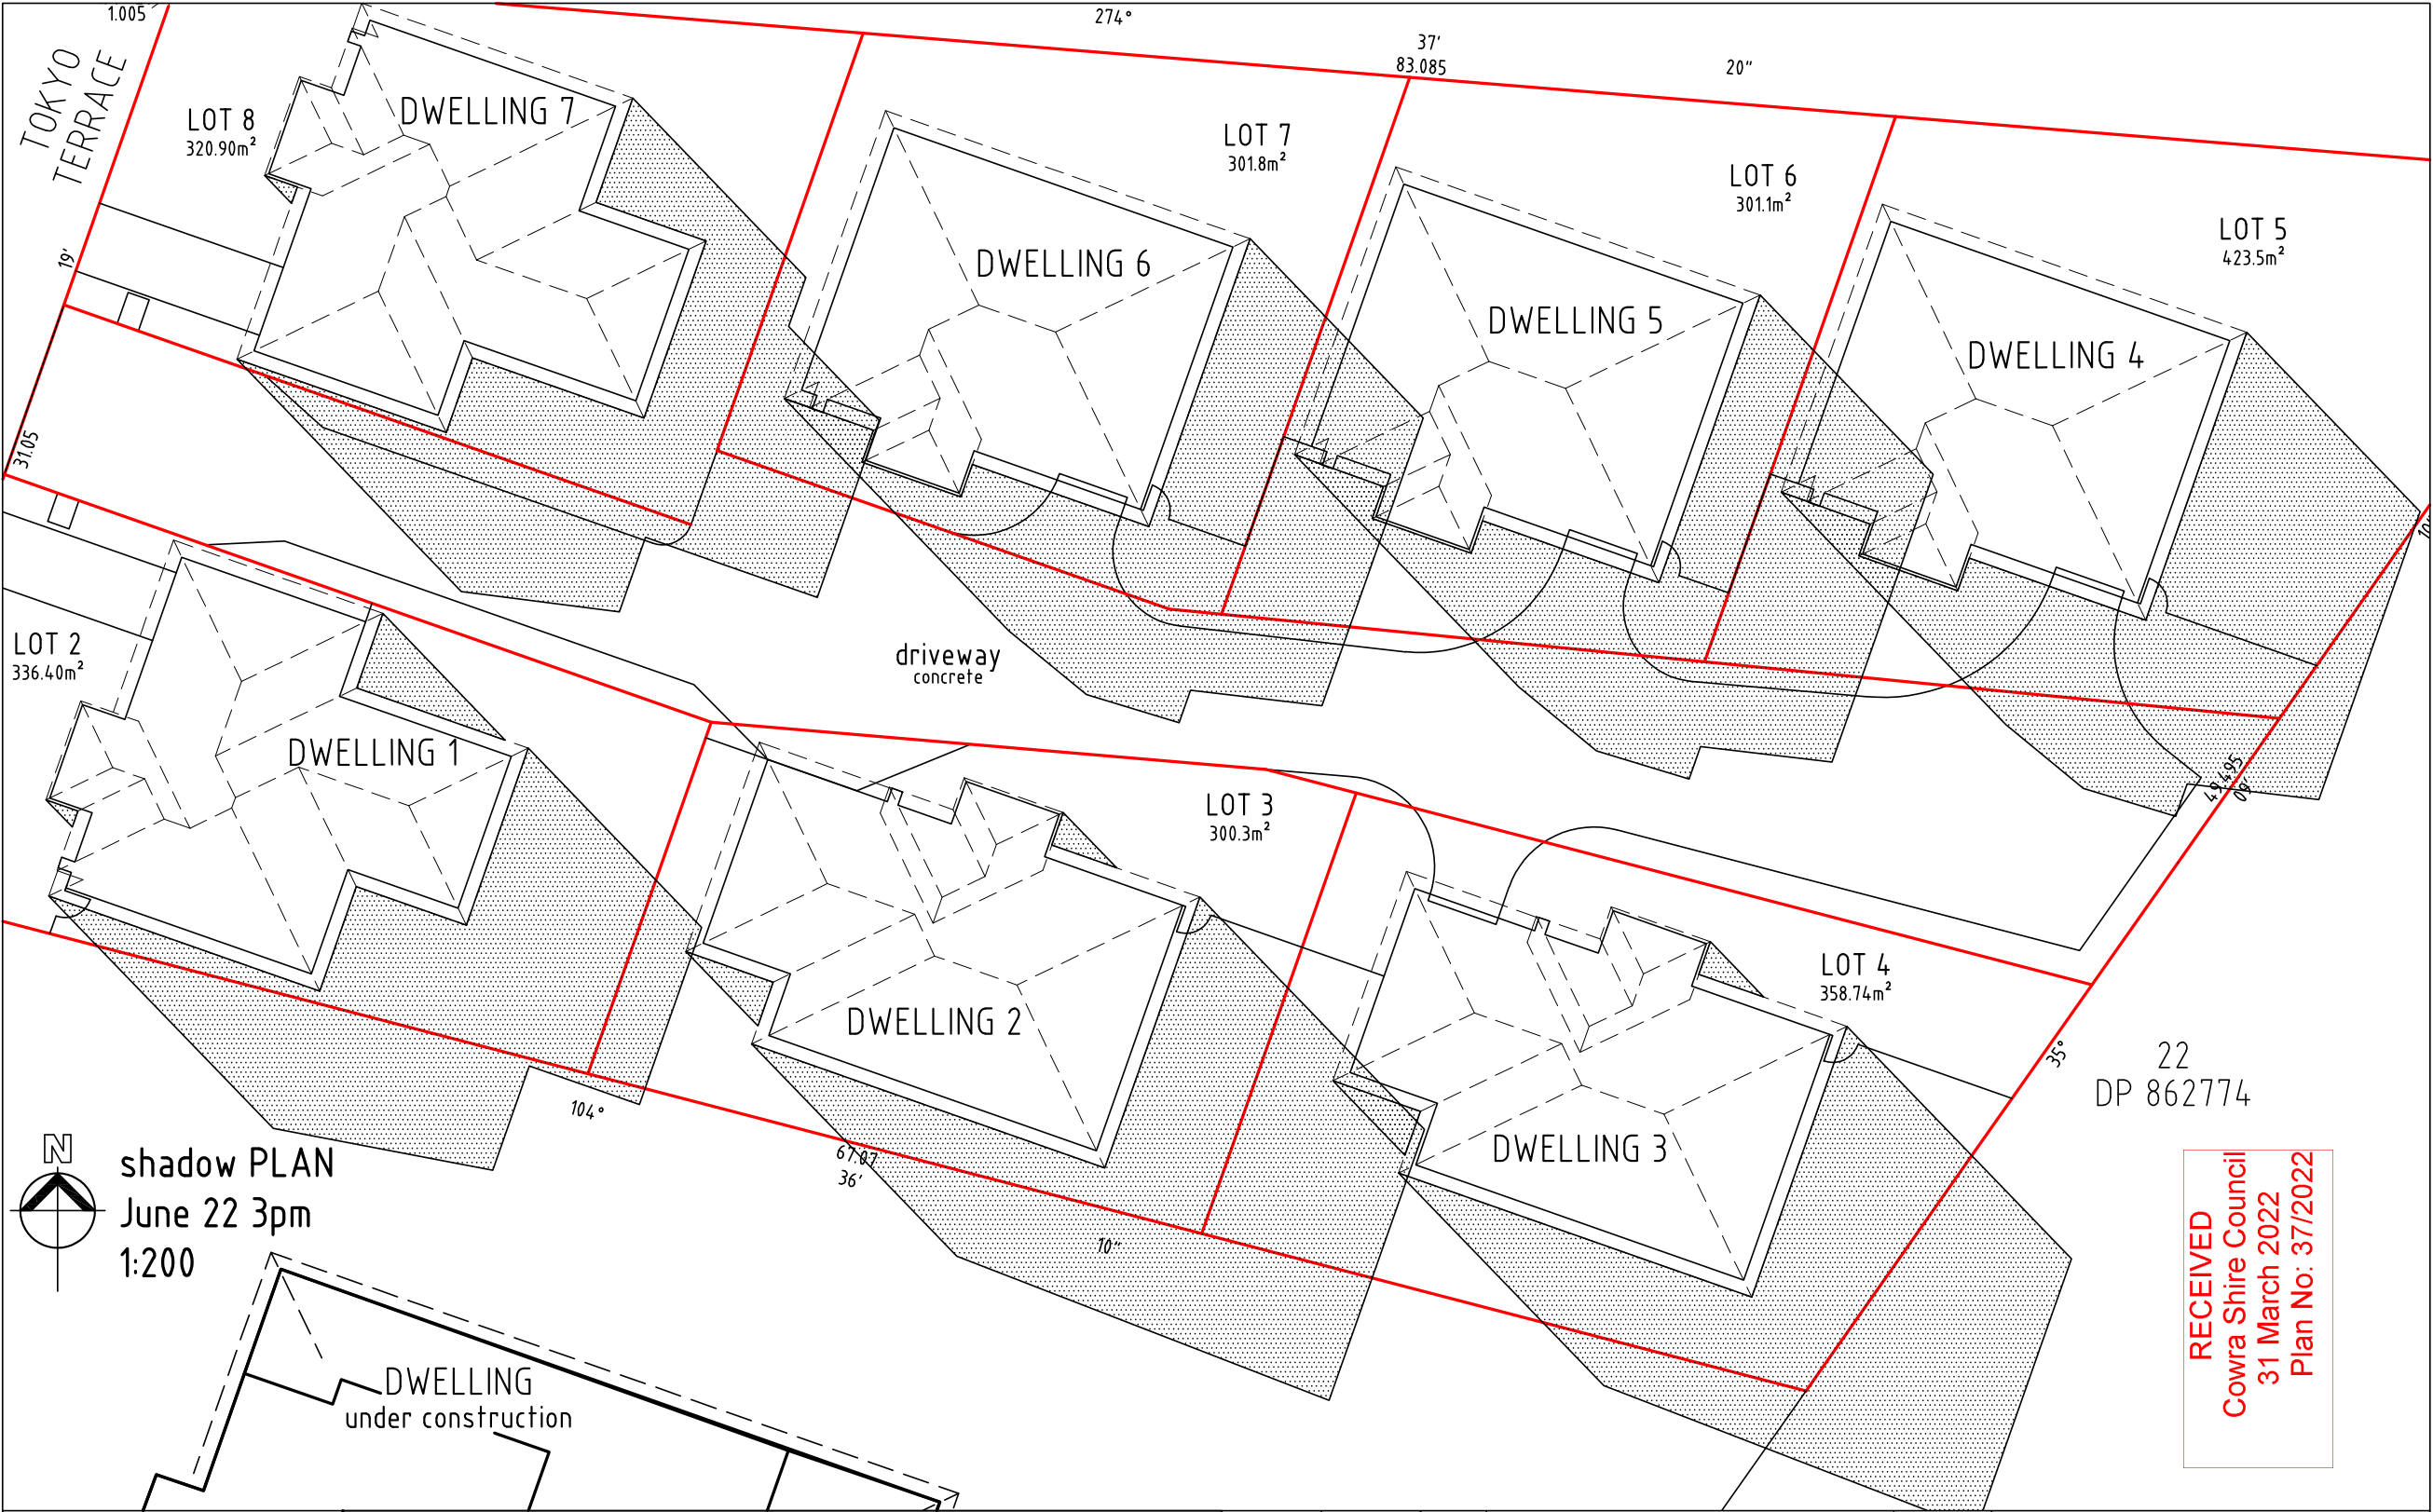 1.005
274°
37'
83.085
20"
TOKYO
TERRACE
LOT 8
320.90m²
DWELLING 7
LOT 7
301.8m²
LOT 6
301.1m²
LOT 5
423.5m²
19'
DWELLING 6
DWELLING 5
DWELLING 4
31.05
LOT 2
336.40m²
driveway
concrete
DWELLING 1
LOT 3
300.3m²
49.495
09'
LOT 4
358.74m²
DWELLING 2
DWELLING 3
35°
22
DP 862774
104°
67.07
36'
10"
N
shadow PLAN
June 22 3pm
1:200
DWELLING
under construction
RECEIVED
Cowra Shire Council
31 March 2022
Plan No: 37/2022